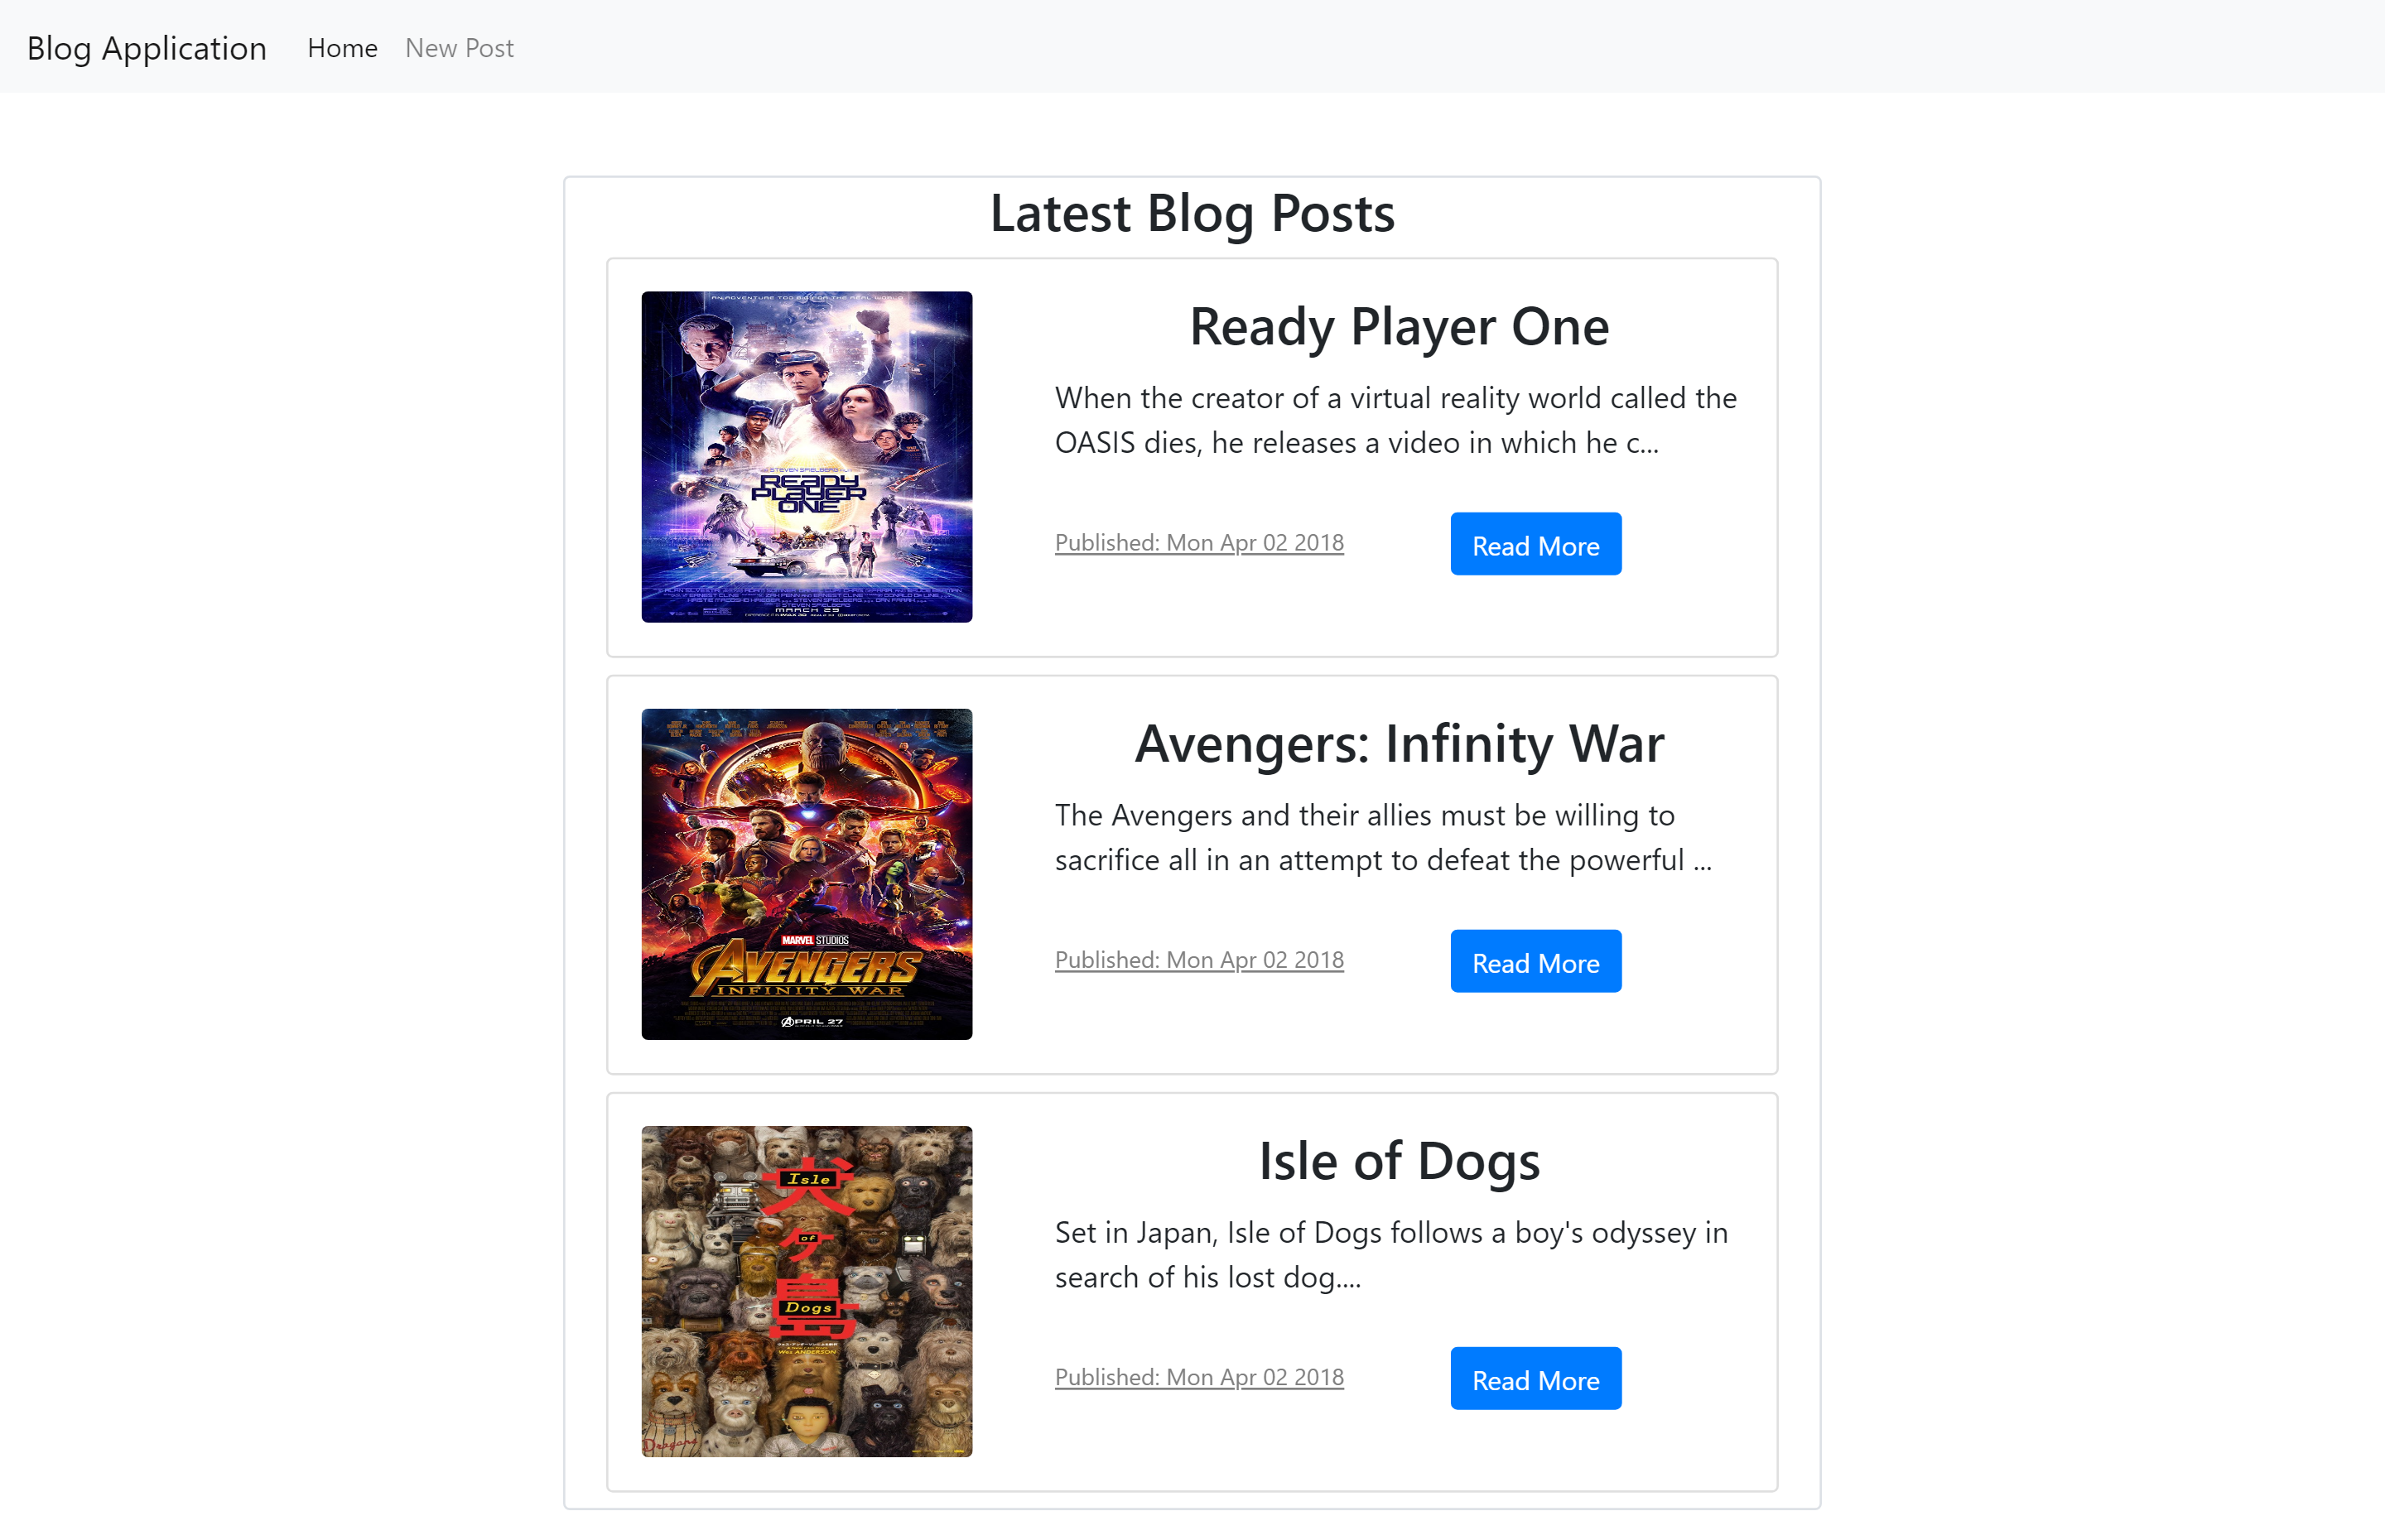 Blog Application Home New Post
Latest Blog Posts
AN ADVENTURE TOO BIG FOR THE REAL WORLD
STEVEN SPIELBERG
READY
PLAYER
ONE
MARCH 29
Ready Player One
When the creator of a virtual reality world called the
OASIS dies, he releases a video in which he c...
Published: Mon Apr 02 2018 Read More
MARVEL STUDIOS
AVENGERS
INFINITY WAR
APRIL 27
Avengers: Infinity War
The Avengers and their allies must be willing to
sacrifice all in an attempt to defeat the powerful ...
Published: Mon Apr 02 2018 Read More
犬
Isle
ヶ
of
島
Dogs
WES ANDERSON
Dragons
Isle of Dogs
Set in Japan, Isle of Dogs follows a boy's odyssey in
search of his lost dog....
Published: Mon Apr 02 2018 Read More